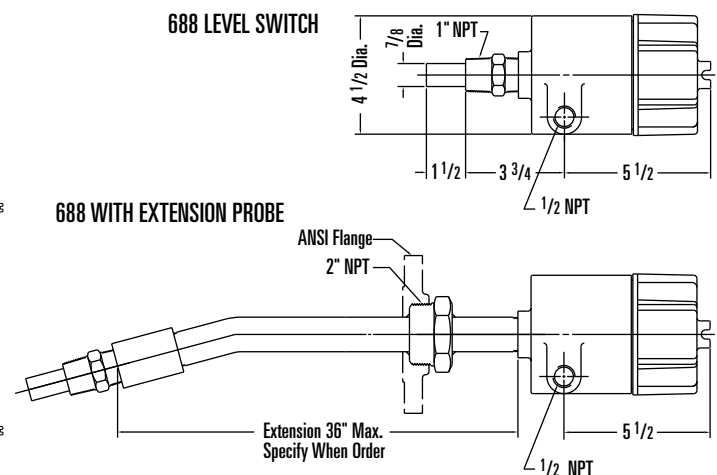 688 LEVEL SWITCH
4 1/2 Dia.
7/8 Dia.
1" NPT
1 1/2
3 3/4
5 1/2
1/2 NPT
688 WITH EXTENSION PROBE
ANSI Flange
2" NPT
Extension 36" Max.
Specify When Order
5 1/2
1/2 NPT